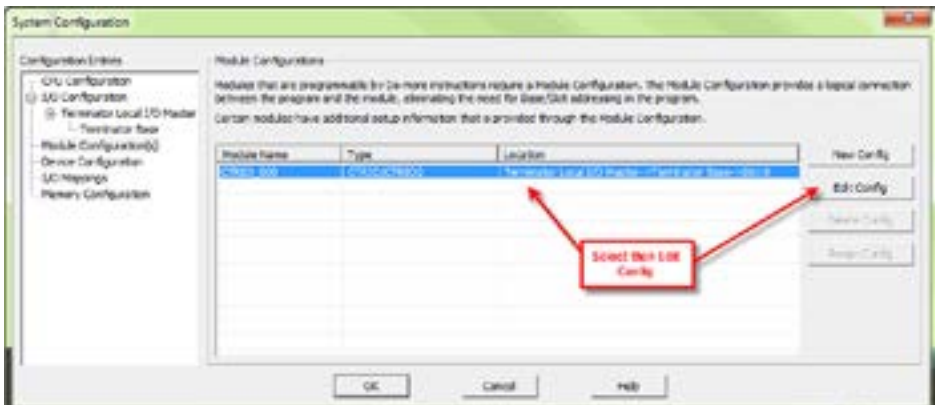 System Configuration
Configuration Entries
CPU Configuration
I/O Configuration
Terminator Local I/O Master
Terminator Base
Module Configuration(s)
Device Configuration
I/O Mappings
Memory Configuration
Module Configurations
Modules that are programmable by Do-more instructions require a Module Configuration. The Module Configuration provides a logical connection
between the program and the module, eliminating the need for Base/Slot addressing in the program.
Certain modules have additional setup information that is provided through the Module Configuration.
Module Name Type Location
Terminator Local I/O Master
New Config
Edit Config
Delete Config
Select then Edit
Config
OK Cancel Help